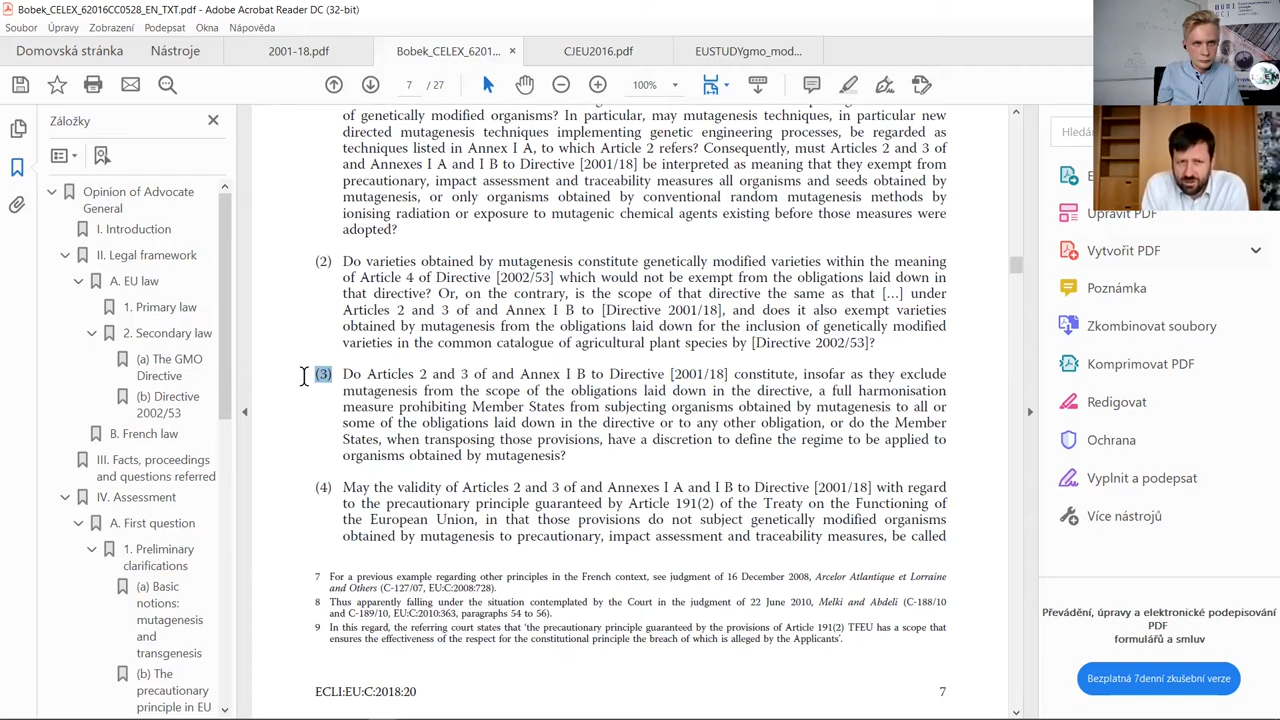 Bobek_CELEX_62016CC0528_EN_TXT.pdf - Adobe Acrobat Reader DC (32-bit)
Soubor Úpravy Zobrazení Podepsat Okna Nápověda
Domovská stránka Nástroje 2001-18.pdf Bobek_CELEX_6201... × CJEU2016.pdf EUSTUDYgmo_mod...
7 / 27 100%
Záložky
Opinion of Advocate
General
I. Introduction
II. Legal framework
A. EU law
1. Primary law
2. Secondary law
(a) The GMO
Directive
(b) Directive
2002/53
B. French law
III. Facts, proceedings
and questions referred
IV. Assessment
A. First question
1. Preliminary
clarifications
(a) Basic
notions:
mutagenesis
and
transgenesis
(b) The
precautionary
principle in EU
of genetically modified organisms? In particular, may mutagenesis techniques, in particular new
directed mutagenesis techniques implementing genetic engineering processes, be regarded as
techniques listed in Annex I A, to which Article 2 refers? Consequently, must Articles 2 and 3 of
and Annexes I A and I B to Directive [2001/18] be interpreted as meaning that they exempt from
precautionary, impact assessment and traceability measures all organisms and seeds obtained by
mutagenesis, or only organisms obtained by conventional random mutagenesis methods by
ionising radiation or exposure to mutagenic chemical agents existing before those measures were
adopted?
(2) Do varieties obtained by mutagenesis constitute genetically modified varieties within the meaning
of Article 4 of Directive [2002/53] which would not be exempt from the obligations laid down in
that directive? Or, on the contrary, is the scope of that directive the same as that […] under
Articles 2 and 3 of and Annex I B to [Directive 2001/18], and does it also exempt varieties
obtained by mutagenesis from the obligations laid down for the inclusion of genetically modified
varieties in the common catalogue of agricultural plant species by [Directive 2002/53]?
(3) Do Articles 2 and 3 of and Annex I B to Directive [2001/18] constitute, insofar as they exclude
mutagenesis from the scope of the obligations laid down in the directive, a full harmonisation
measure prohibiting Member States from subjecting organisms obtained by mutagenesis to all or
some of the obligations laid down in the directive or to any other obligation, or do the Member
States, when transposing those provisions, have a discretion to define the regime to be applied to
organisms obtained by mutagenesis?
(4) May the validity of Articles 2 and 3 of and Annexes I A and I B to Directive [2001/18] with regard
to the precautionary principle guaranteed by Article 191(2) of the Treaty on the Functioning of
the European Union, in that those provisions do not subject genetically modified organisms
obtained by mutagenesis to precautionary, impact assessment and traceability measures, be called
7 For a previous example regarding other principles in the French context, see judgment of 16 December 2008, Arcelor Atlantique et Lorraine
and Others (C-127/07, EU:C:2008:728).
8 Thus apparently falling under the situation contemplated by the Court in the judgment of 22 June 2010, Melki and Abdeli (C-188/10
and C-189/10, EU:C:2010:363, paragraphs 54 to 56).
9 In this regard, the referring court states that ‘the precautionary principle guaranteed by the provisions of Article 191(2) TFEU has a scope that
ensures the effectiveness of the respect for the constitutional principle the breach of which is alleged by the Applicants’.
ECLI:EU:C:2018:20 7
Hledá
Upravit PDF
Vytvořit PDF
Poznámka
Zkombinovat soubory
Komprimovat PDF
Redigovat
Ochrana
Vyplnit a podepsat
Více nástrojů
Převádění, úpravy a elektronické podepisování
PDF
formulářů a smluv
Bezplatná 7denní zkušební verze